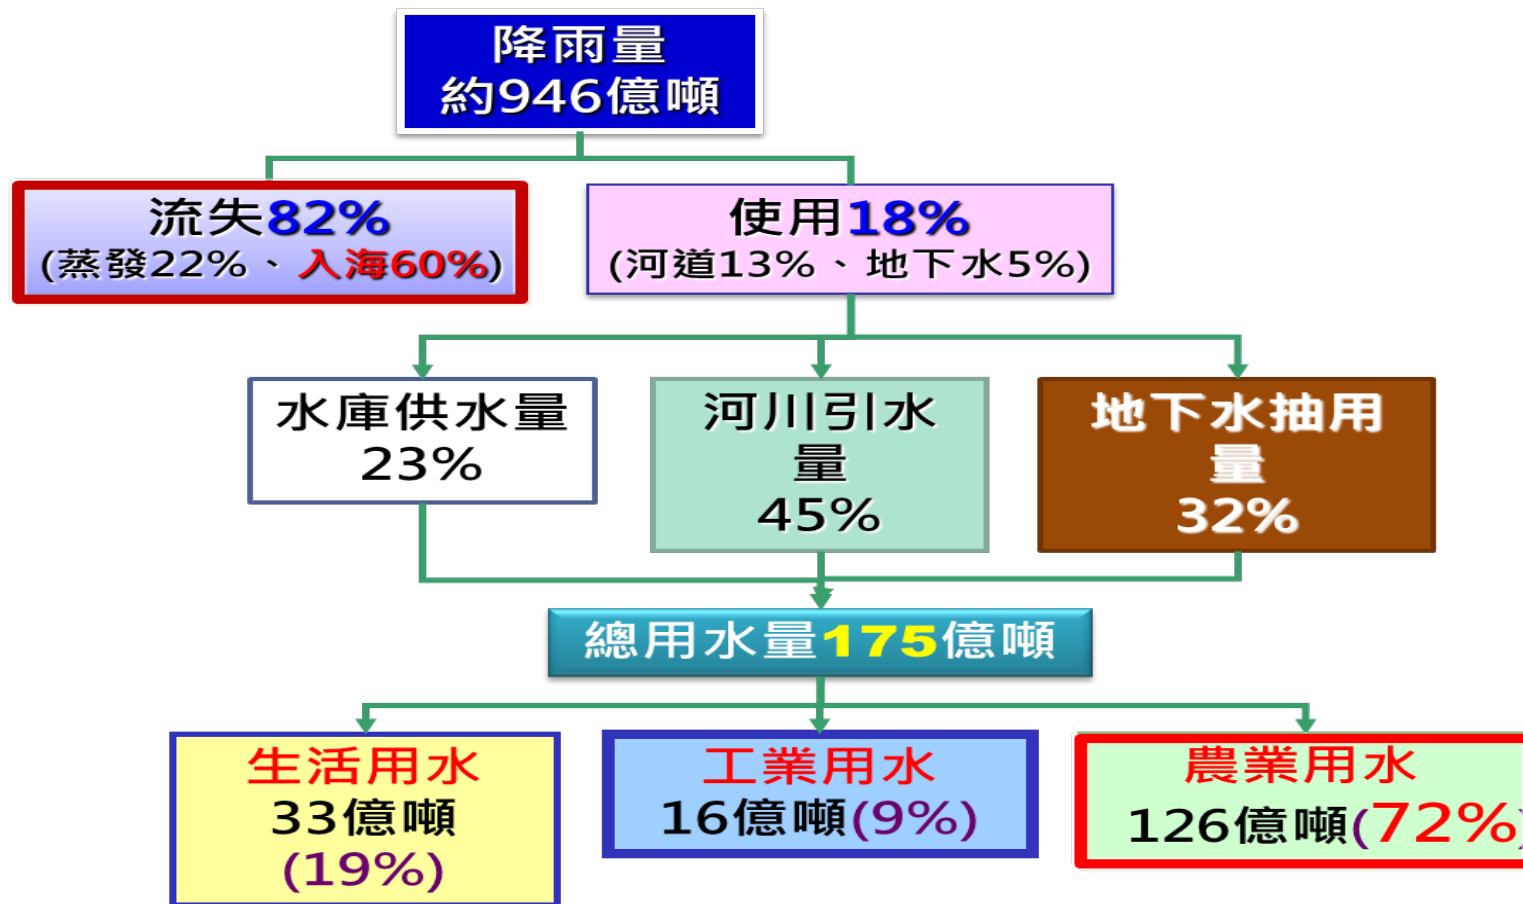 降雨量
約946億噸
流失82%
(蒸發22%、入海60%)
使用18%
(河道13%、地下水5%)
水庫供水量
23%
河川引水
量
45%
地下水抽用
量
32%
總用水量175億噸
生活用水
33億噸
(19%)
工業用水
16億噸(9%)
農業用水
126億噸(72%)